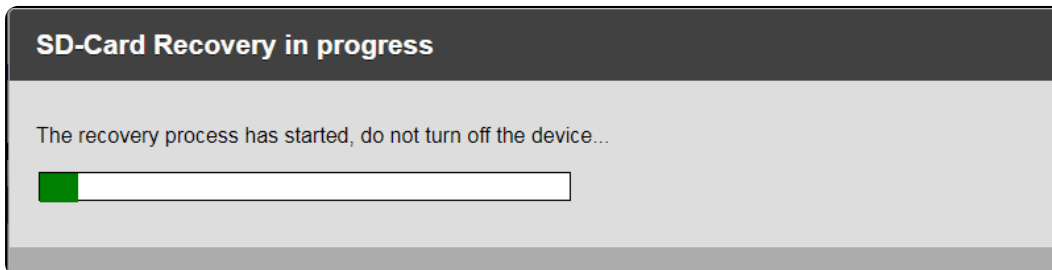 SD-Card Recovery in progress
The recovery process has started, do not turn off the device...